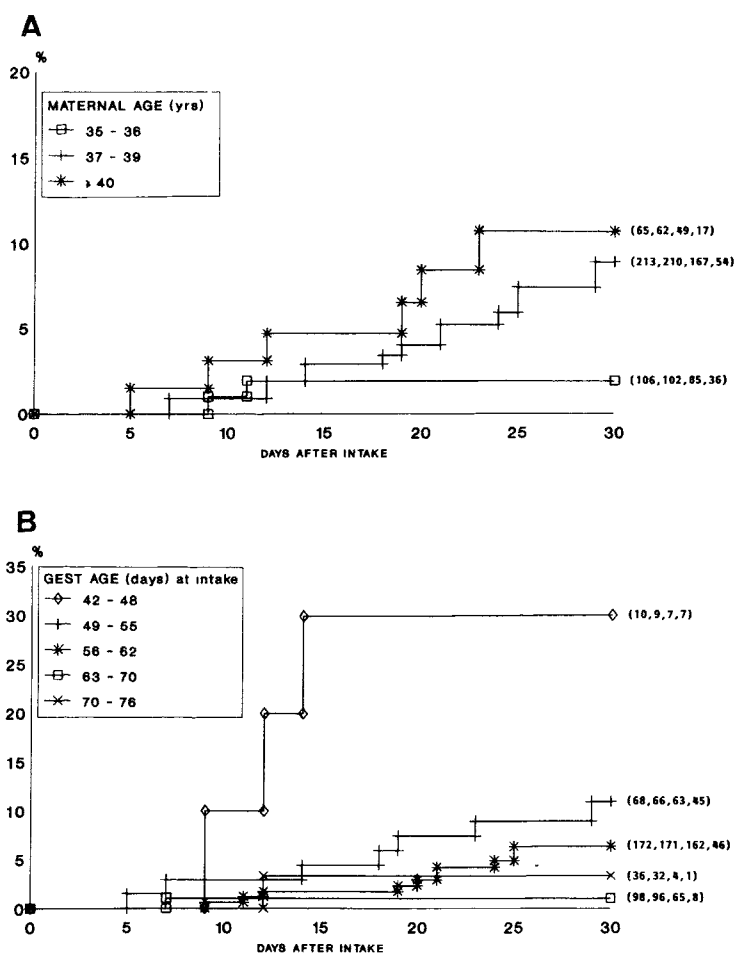 A
%
20
MATERNAL AGE (yrs)
35 - 36
37 - 39
≥ 40
15
10
5
0
(65,62,49,17)
(213,210,167,54)
(106,102,85,36)
0 5 10 15 20 25 30
DAYS AFTER INTAKE
B
%
35
GEST AGE (days) at intake
42 - 48
49 - 55
56 - 62
63 - 70
70 - 76
30
25
20
15
10
5
0
(10,9,7,7)
(68,66,63,45)
(172,171,162,46)
(36,32,4,1)
(98,96,65,8)
0 5 10 15 20 25 30
DAYS AFTER INTAKE